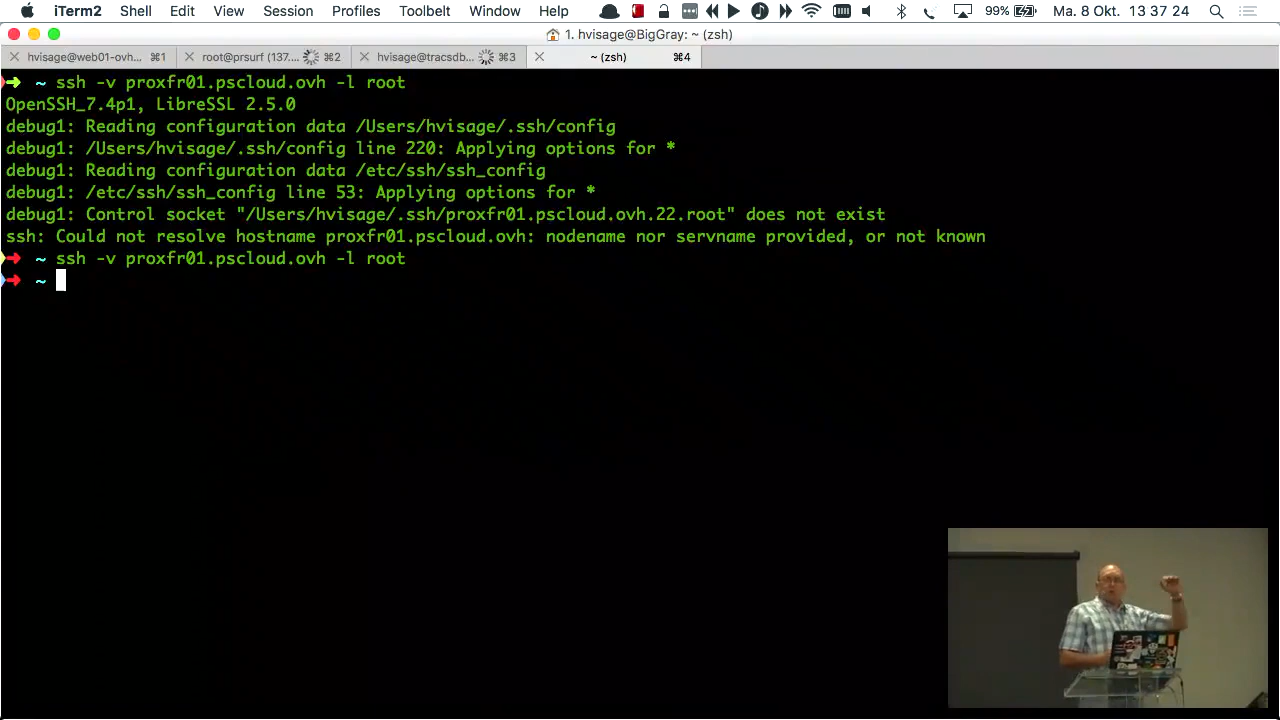 iTerm2 Shell Edit View Session Profiles Toolbelt Window Help 99% Ma. 8 Okt. 13 37 24
1. hvisage@BigGray: ~ (zsh)
hvisage@web01-ovh... ⌘1 root@prsurf (137.... ⌘2 hvisage@tracsdb... ⌘3 ~ (zsh) ⌘4
➜ ~ ssh -v proxfr01.pscloud.ovh -l root
OpenSSH_7.4p1, LibreSSL 2.5.0
debug1: Reading configuration data /Users/hvisage/.ssh/config
debug1: /Users/hvisage/.ssh/config line 220: Applying options for *
debug1: Reading configuration data /etc/ssh/ssh_config
debug1: /etc/ssh/ssh_config line 53: Applying options for *
debug1: Control socket "/Users/hvisage/.ssh/proxfr01.pscloud.ovh.22.root" does not exist
ssh: Could not resolve hostname proxfr01.pscloud.ovh: nodename nor servname provided, or not known
➜ ~ ssh -v proxfr01.pscloud.ovh -l root
➜ ~